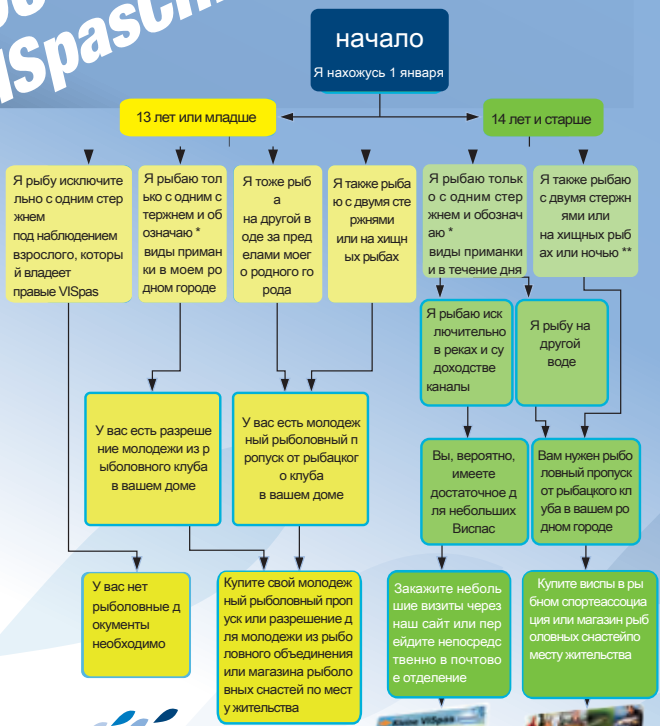 VISpasCh
начало
Я нахожусь 1 января
13 лет или младше
14 лет и старше
Я рыбу исключите
льно с одним стер
жнем
под наблюдением
взрослого, которы
й владеет
правые VISpas
Я рыбаю тол
ько с одним с
тержнем и об
означаю *
виды приман
ки в моем ро
дном городе
Я тоже рыб
а
на другой в
оде за пред
елами моег
о родного го
рода
Я также рыба
ю с двумя сте
ржнями
или на хищн
ых рыбах
Я рыбаю тольк
о с одним стер
жнем и обознач
аю *
виды приманки
и в течение дня
Я также рыбаю
с двумя стержн
ями или
на хищных рыб
ах или ночью **
Я рыбаю иск
лючительно
в реках и су
доходстве
каналы
Я рыбу на
другой
воде
У вас есть разреше
ние молодежи из р
ыболовного клуба
в вашем доме
У вас есть молодеж
ный рыболовный п
ропуск от рыбацког
о клуба
в вашем доме
Вы, вероятно,
имеете
достаточное д
ля небольших
Виспас
Вам нужен рыбо
ловный пропуск
от рыбацкого кл
уба в вашем ро
дном городе
У вас нет
рыболовные д
окументы
необходимо
Купите свой молодеж
ный рыболовный проп
уск или разрешение д
ля молодежи из рыбо
ловного объединения
или магазина рыболо
вных снастей по мест
у жительства
Закажите неболь
шие визиты через
наш сайт или пер
ейдите непосредс
твенно в почтово
е отделение
Купите виспы в ры
бном спортеассоциа
ция или магазин рыб
оловных снастейпо
месту жительства
Kleine VISpas